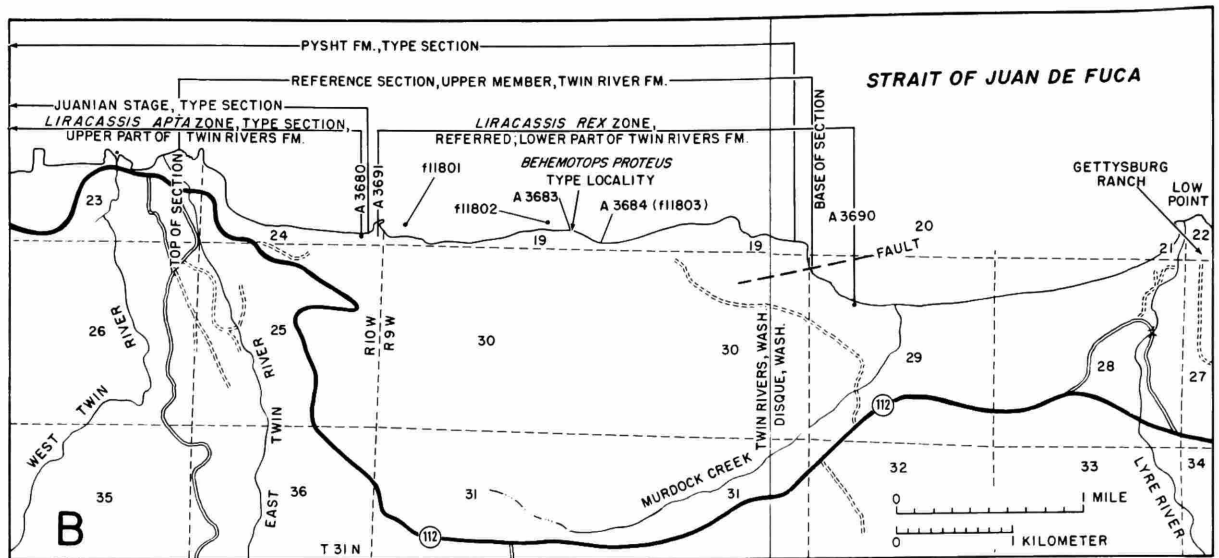 PYSHT FM., TYPE SECTION
REFERENCE SECTION, UPPER MEMBER, TWIN RIVER FM.
STRAIT OF JUAN DE FUCA
JUANIAN STAGE, TYPE SECTION
LIRACASSIS APTA ZONE, TYPE SECTION,
UPPER PART OF TWIN RIVERS FM.
LIRACASSIS REX ZONE,
REFERRED; LOWER PART OF TWIN RIVERS FM.
BEHEMOTOPS PROTEUS
TYPE LOCALITY
GETTYSBURG
RANCH
LOW
POINT
TOP OF SECTION
A 3680
A 3691
f11801
f11802
A 3683
A 3684 (f11803)
BASE OF SECTION
A 3690
23
24
19
19
20
21
22
FAULT
26
25
30
30
29
28
27
R 10 W
R 9 W
TWIN RIVERS, WASH.
DISQUE, WASH.
WEST TWIN RIVER
EAST TWIN RIVER
112
MURDOCK CREEK
35
36
31
31
32
33
34
LYRE RIVER
0 1 MILE
0 1 KILOMETER
112
T 31 N
B